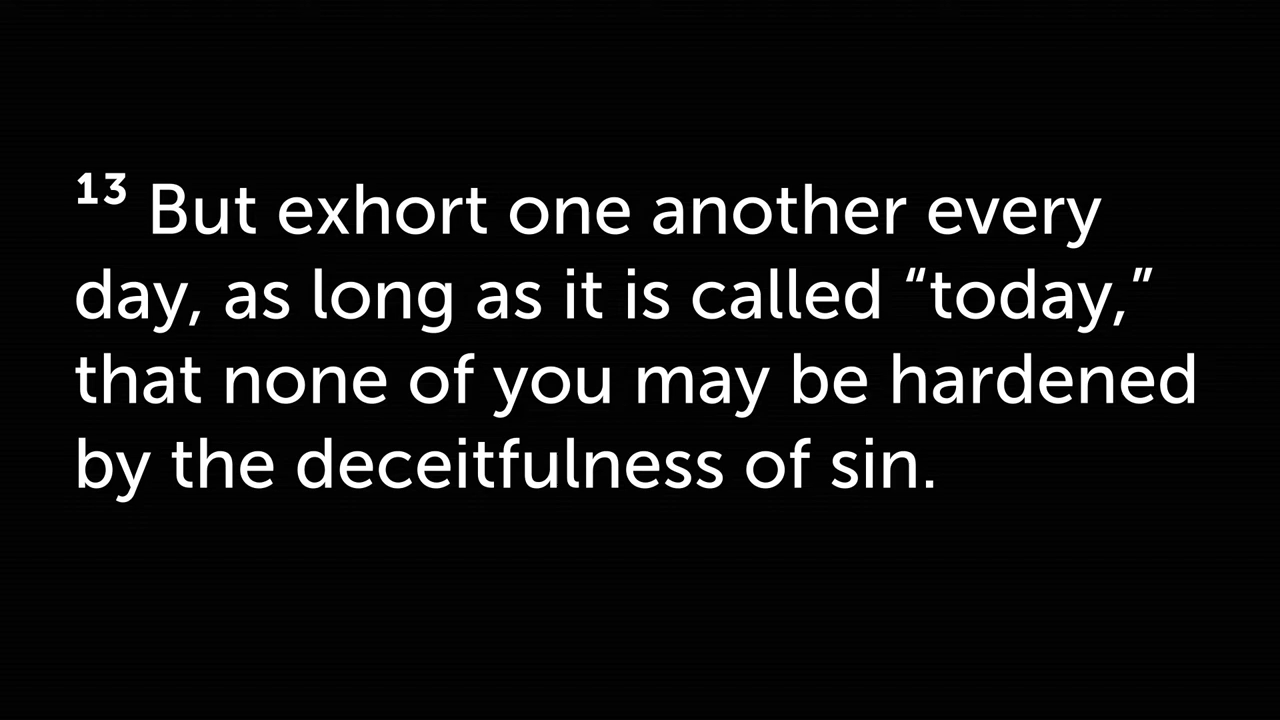 13 But exhort one another every
day, as long as it is called “today,”
that none of you may be hardened
by the deceitfulness of sin.